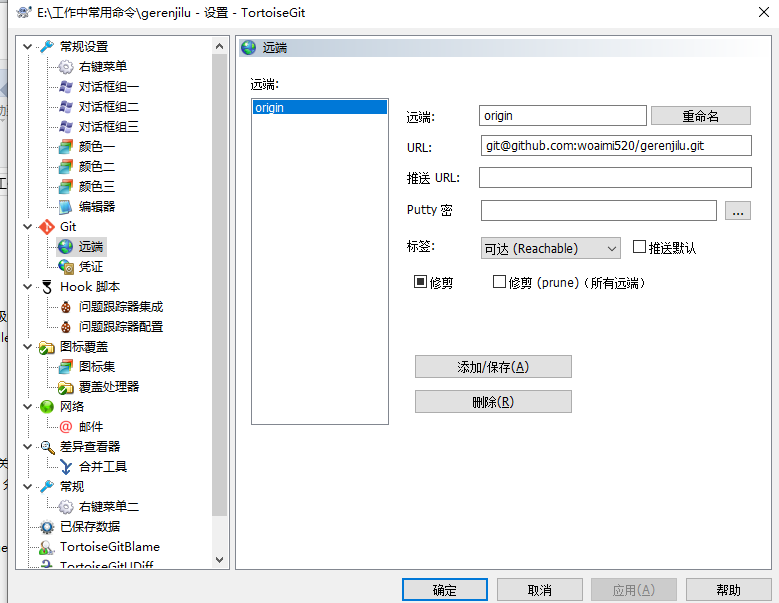 E:\工作中常用命令\gerenjilu - 设置 - TortoiseGit
常规设置
右键菜单
对话框组一
对话框组二
对话框组三
颜色一
颜色二
颜色三
编辑器
Git
远端
凭证
Hook 脚本
问题跟踪器集成
问题跟踪器配置
图标覆盖
图标集
覆盖处理器
网络
邮件
差异查看器
合并工具
常规
右键菜单二
已保存数据
TortoiseGitBlame
TortoiseGitUDiff
远端
远端:
origin
远端: origin 重命名
URL: git@github.com:woaimi520/gerenjilu.git
推送 URL:
Putty 密 ...
标签: 可达 (Reachable) 推送默认
修剪 修剪 (prune)（所有远端）
添加/保存(A)
删除(R)
确定 取消 应用(A) 帮助